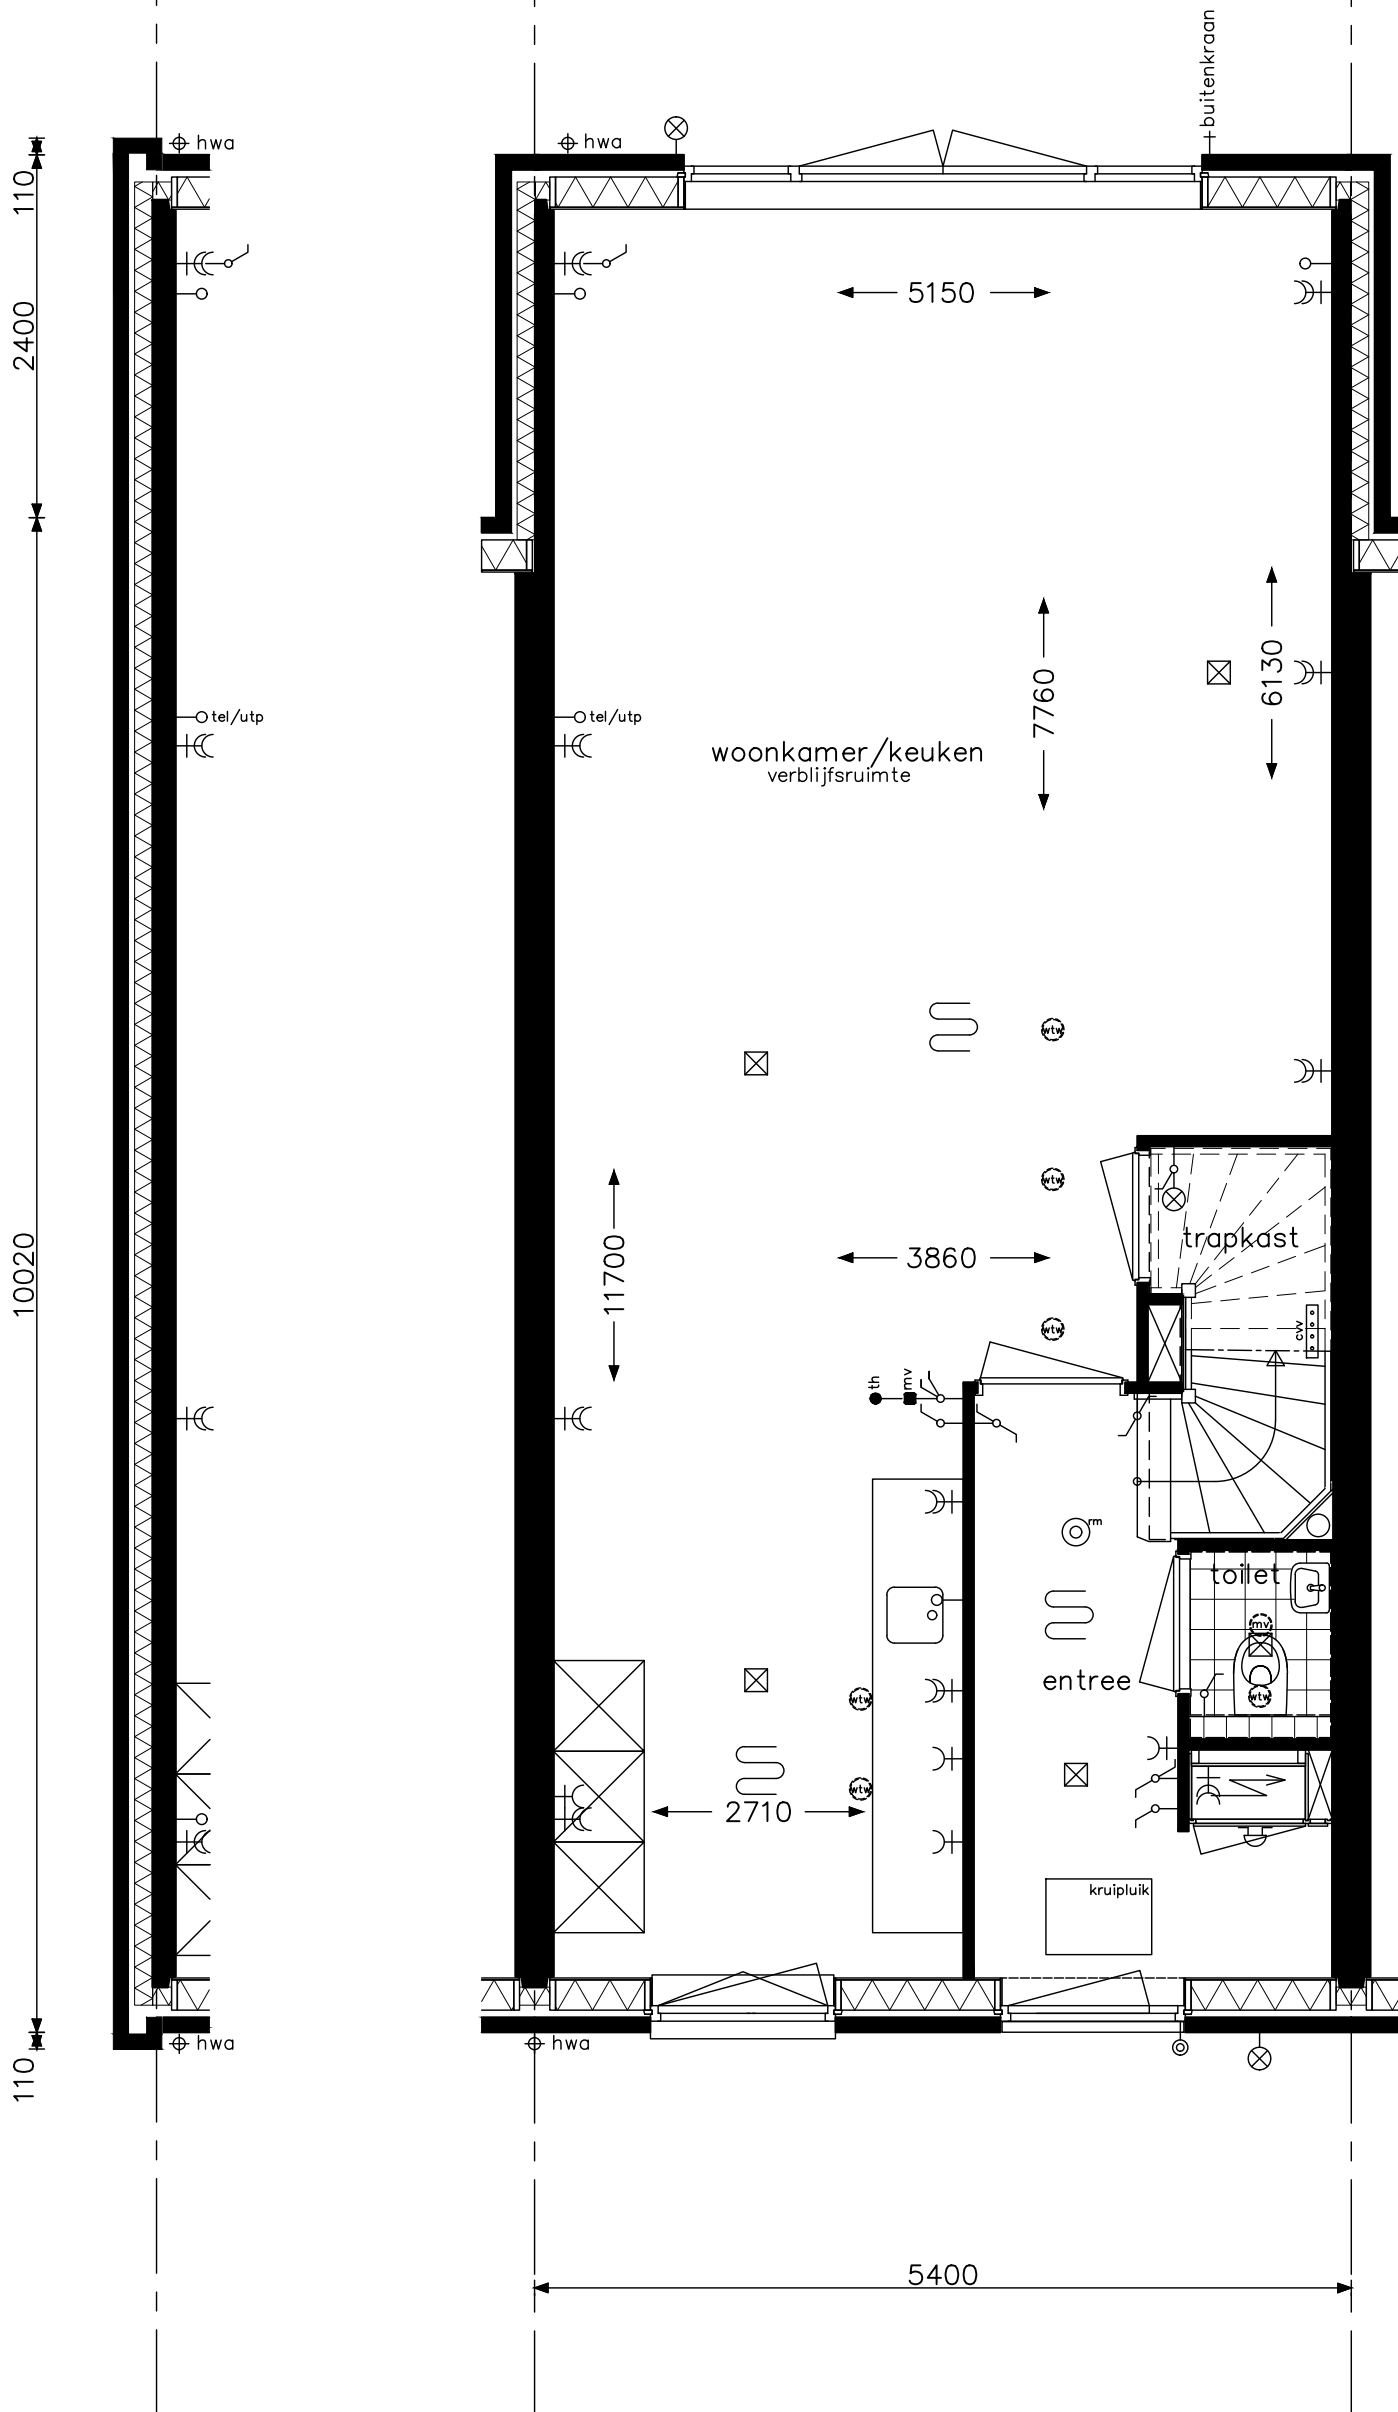 buitenkraan
hwa
hwa
110
2400
5150
6130
7760
tel/utp
tel/utp
woonkamer/keuken
verblijfsruimte
wtw
wtw
trapkast
10020
11700
3860
wtw
cvv
th
mv
rm
toilet
mv
entree
wtw
wtw
wtw
2710
kruipluik
hwa
hwa
110
5400